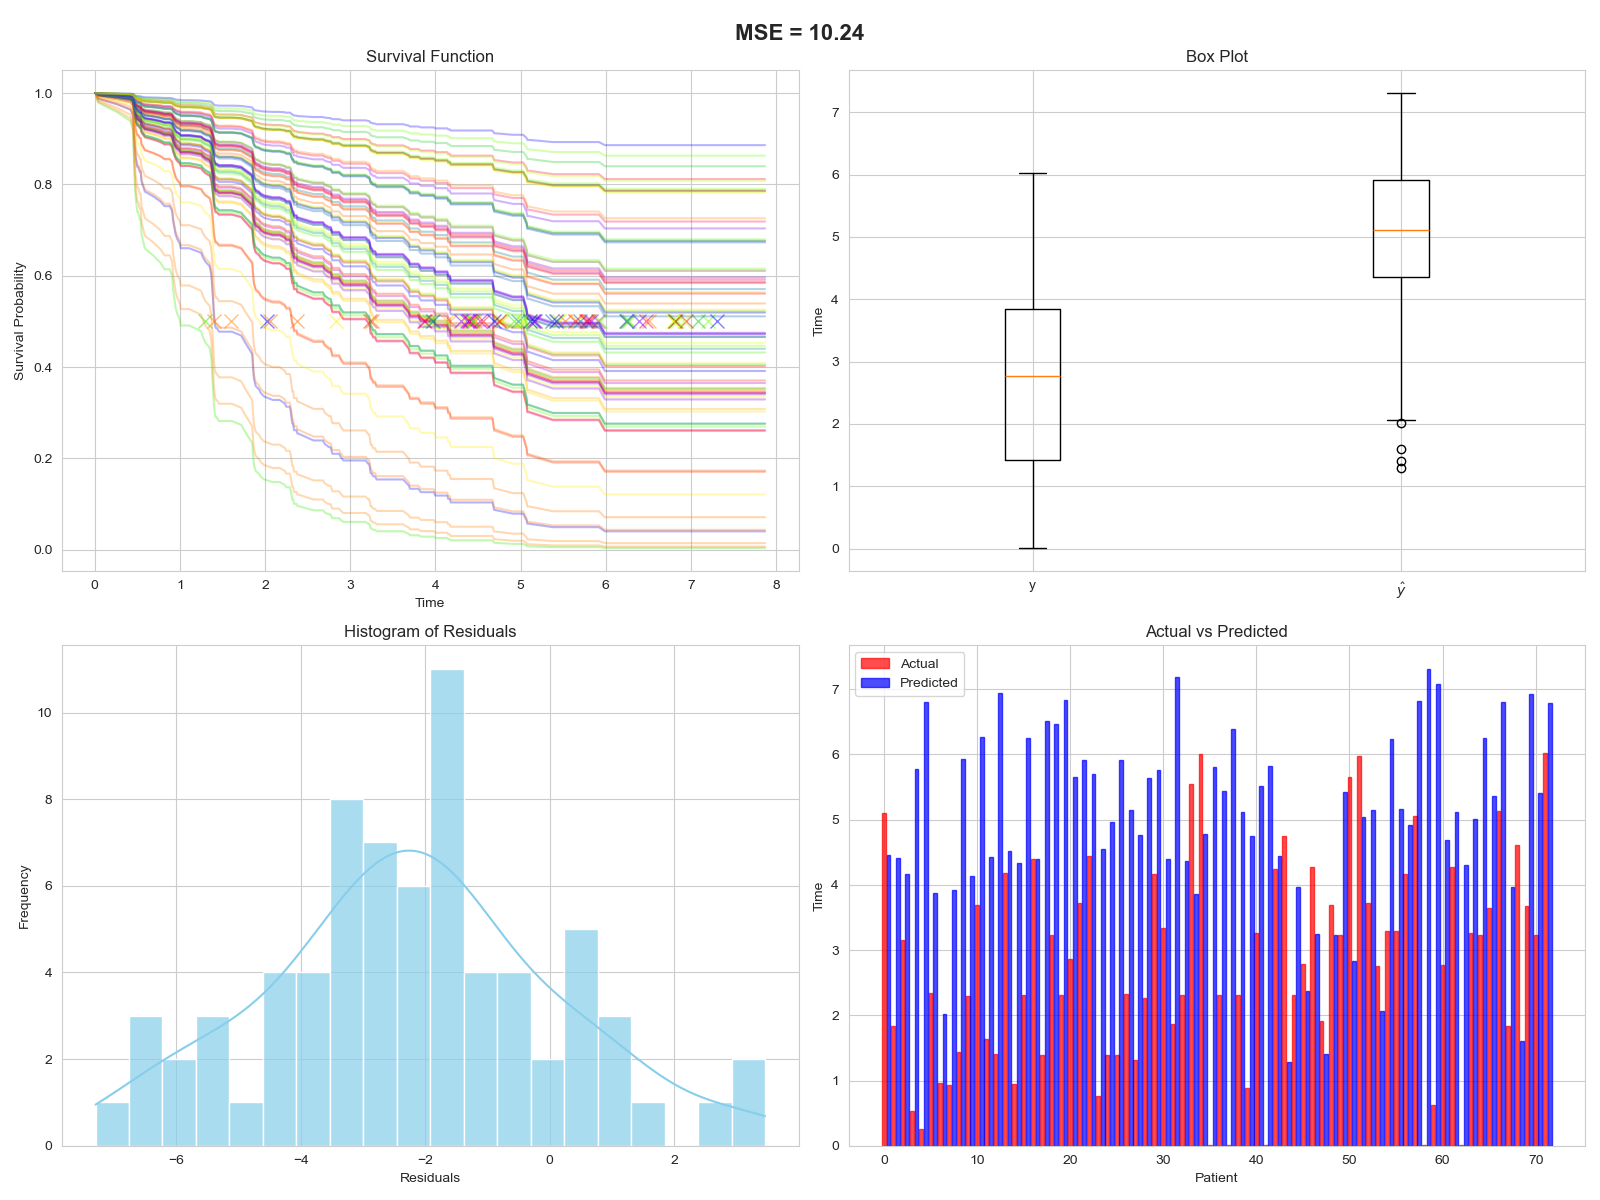 MSE = 10.24
Survival Function
Survival Probability
1.0
0.8
0.6
0.4
0.2
0.0
0 1 2 3 4 5 6 7 8
Time
Box Plot
Time
7
6
5
4
3
2
1
0
y ŷ
Histogram of Residuals
Frequency
10
8
6
4
2
0
−6 −4 −2 0 2
Residuals
Actual vs Predicted
Actual
Predicted
Time
7
6
5
4
3
2
1
0
0 10 20 30 40 50 60 70
Patient